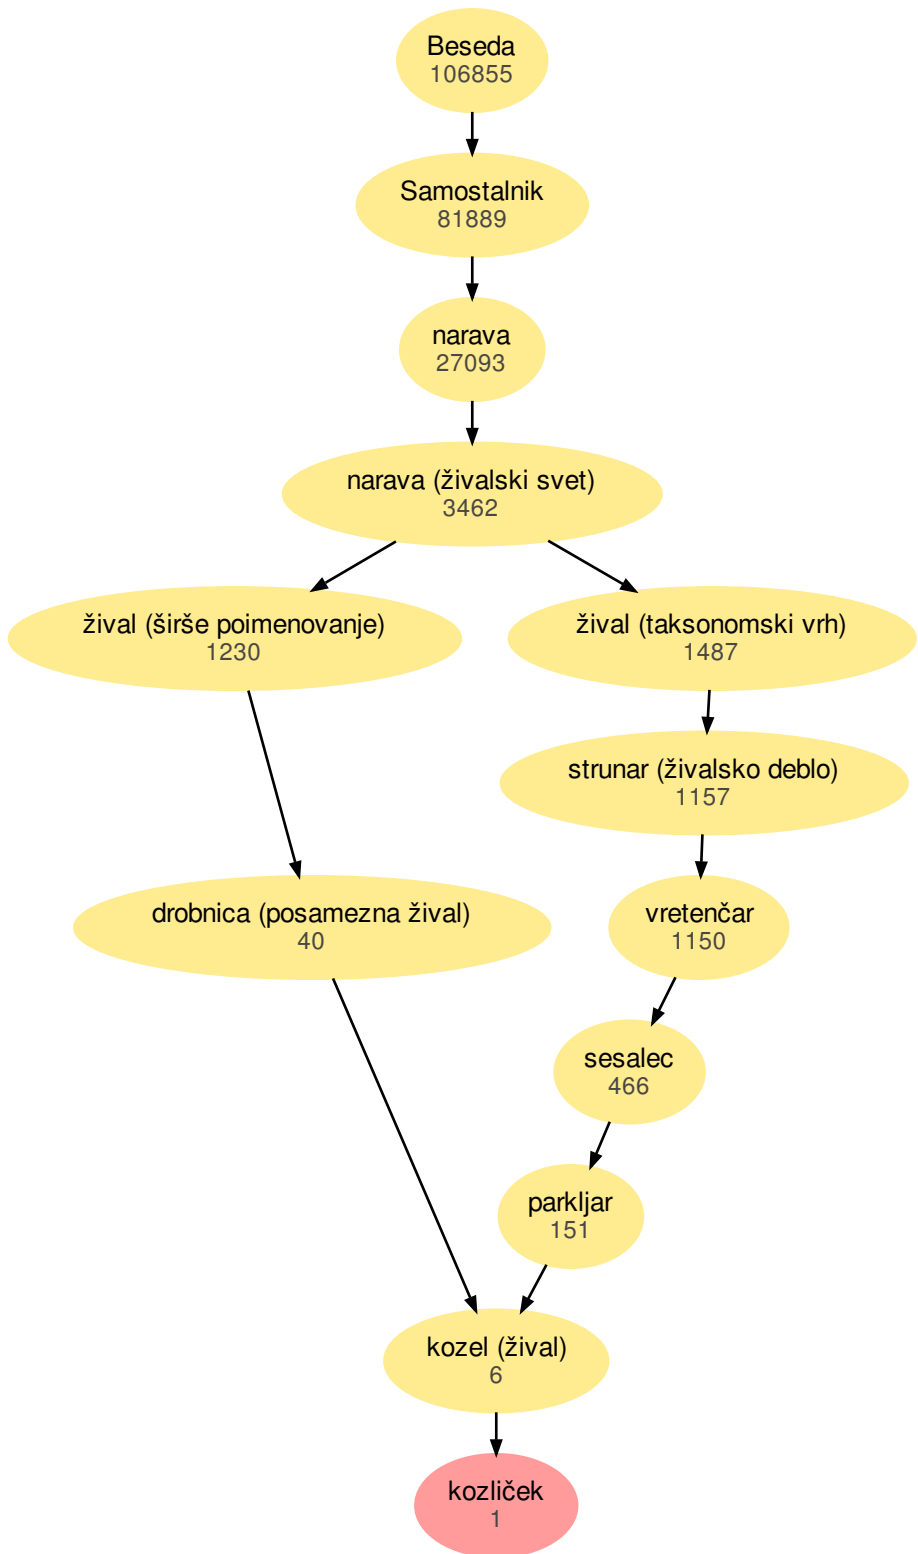 Beseda
106855
Samostalnik
81889
narava
27093
narava (živalski svet)
3462
žival (širše poimenovanje)
1230
žival (taksonomski vrh)
1487
strunar (živalsko deblo)
1157
drobnica (posamezna žival)
40
vretenčar
1150
sesalec
466
parkljar
151
kozel (žival)
6
kozliček
1